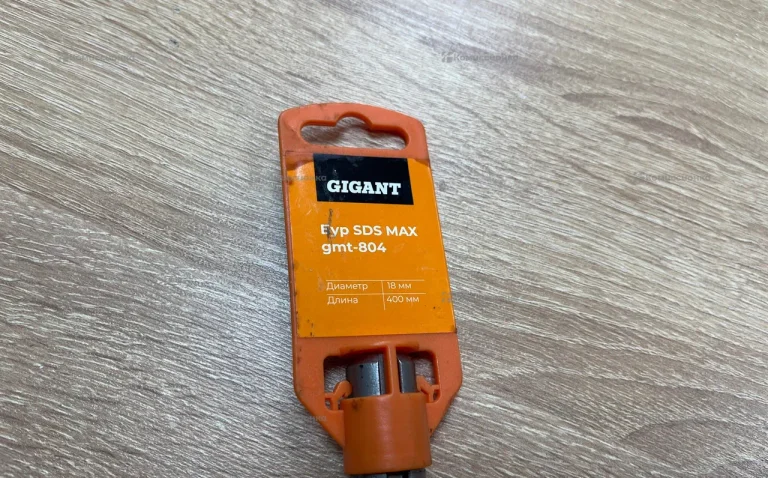 GIGANT
Бур SDS MAX
gmt-804
Диаметр 18 мм
Длина 400 мм